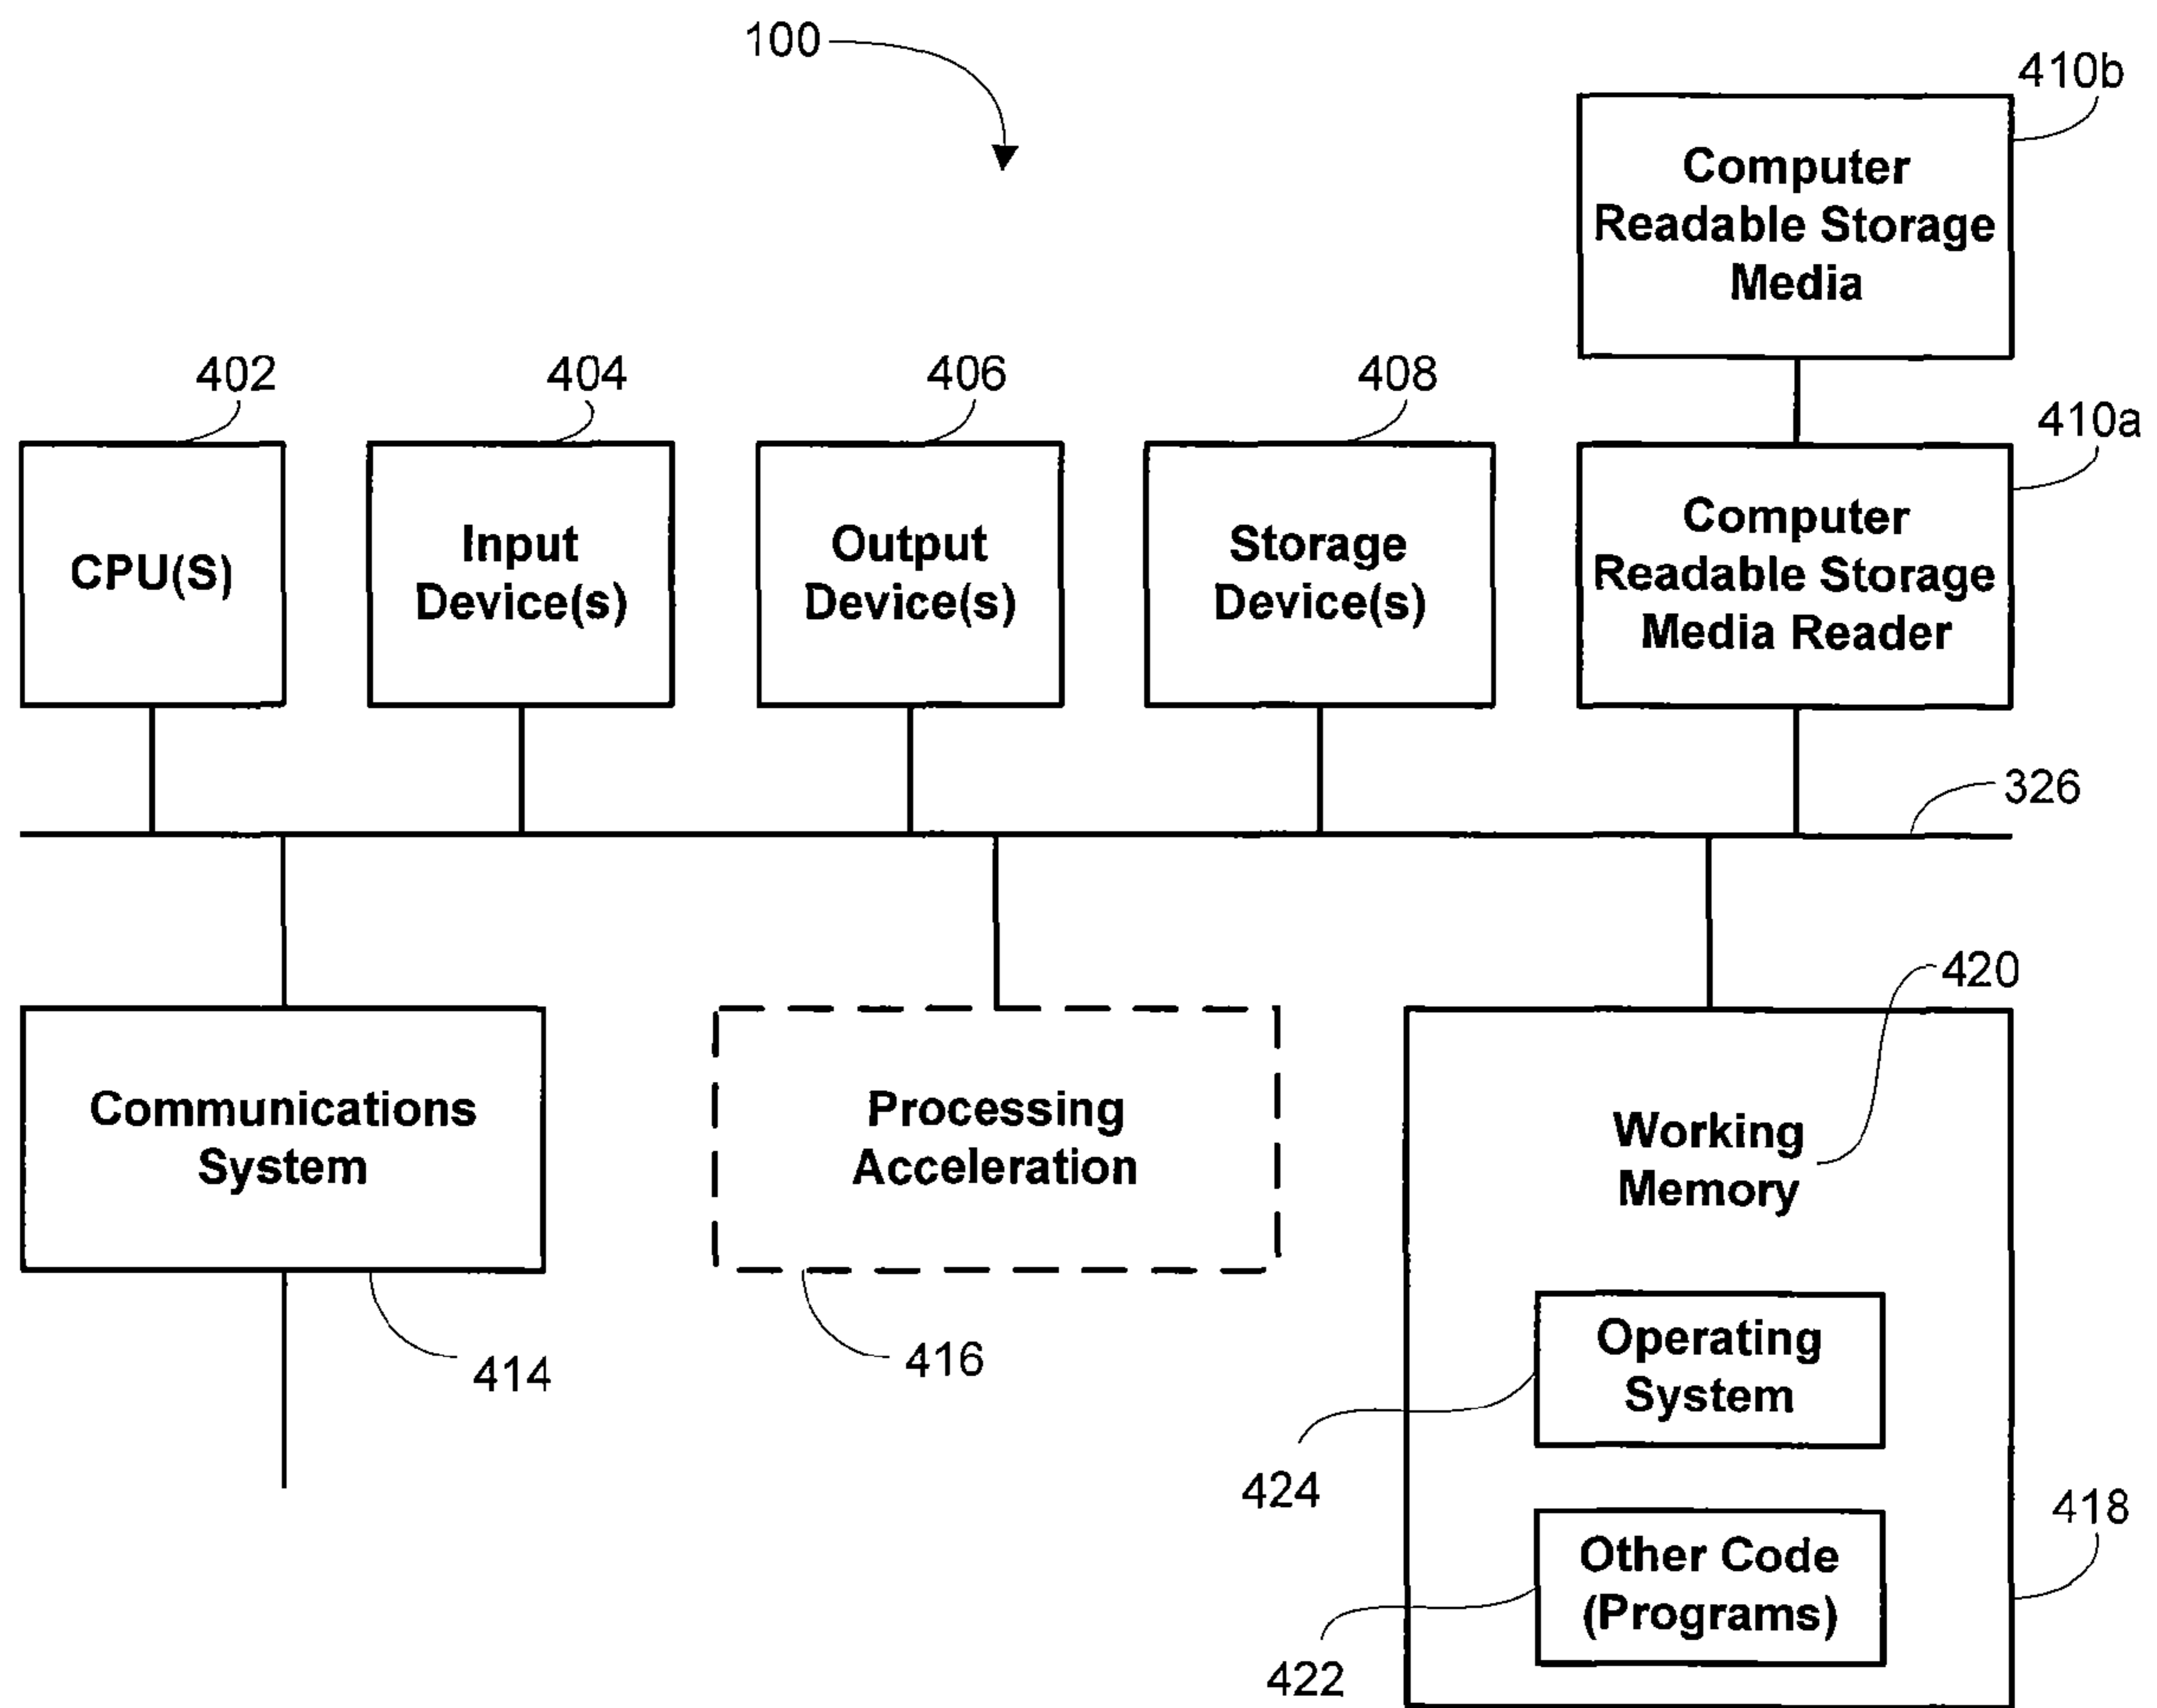 100
410b
Computer
Readable Storage
Media
402
404
406
408
410a
CPU(S)
Input
Device(s)
Output
Device(s)
Storage
Device(s)
Computer
Readable Storage
Media Reader
326
420
Communications
System
Processing
Acceleration
Working
Memory
414
416
Operating
System
424
418
Other Code
(Programs)
422